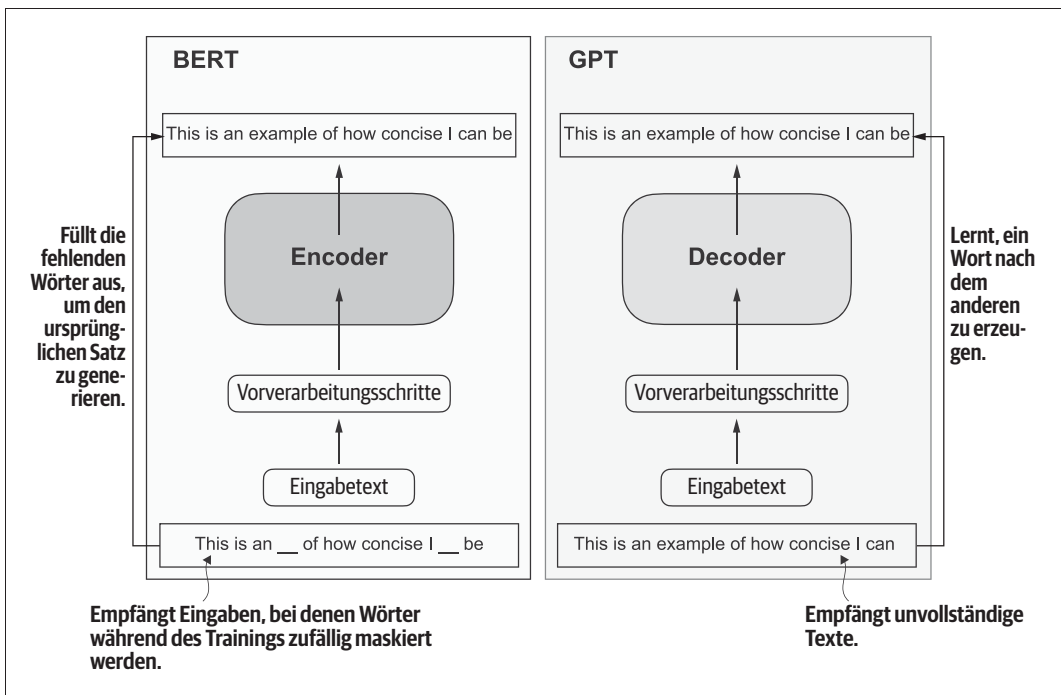 BERT
This is an example of how concise I can be
Füllt die
fehlenden
Wörter aus,
um den
ursprüng-
lichen Satz
zu gene-
rieren.
Encoder
Vorverarbeitungsschritte
Eingabetext
This is an __ of how concise I __ be
Empfängt Eingaben, bei denen Wörter
während des Trainings zufällig maskiert
werden.
GPT
This is an example of how concise I can be
Decoder
Lernt, ein
Wort nach
dem
anderen
zu erzeu-
gen.
Vorverarbeitungsschritte
Eingabetext
This is an example of how concise I can
Empfängt unvollständige
Texte.